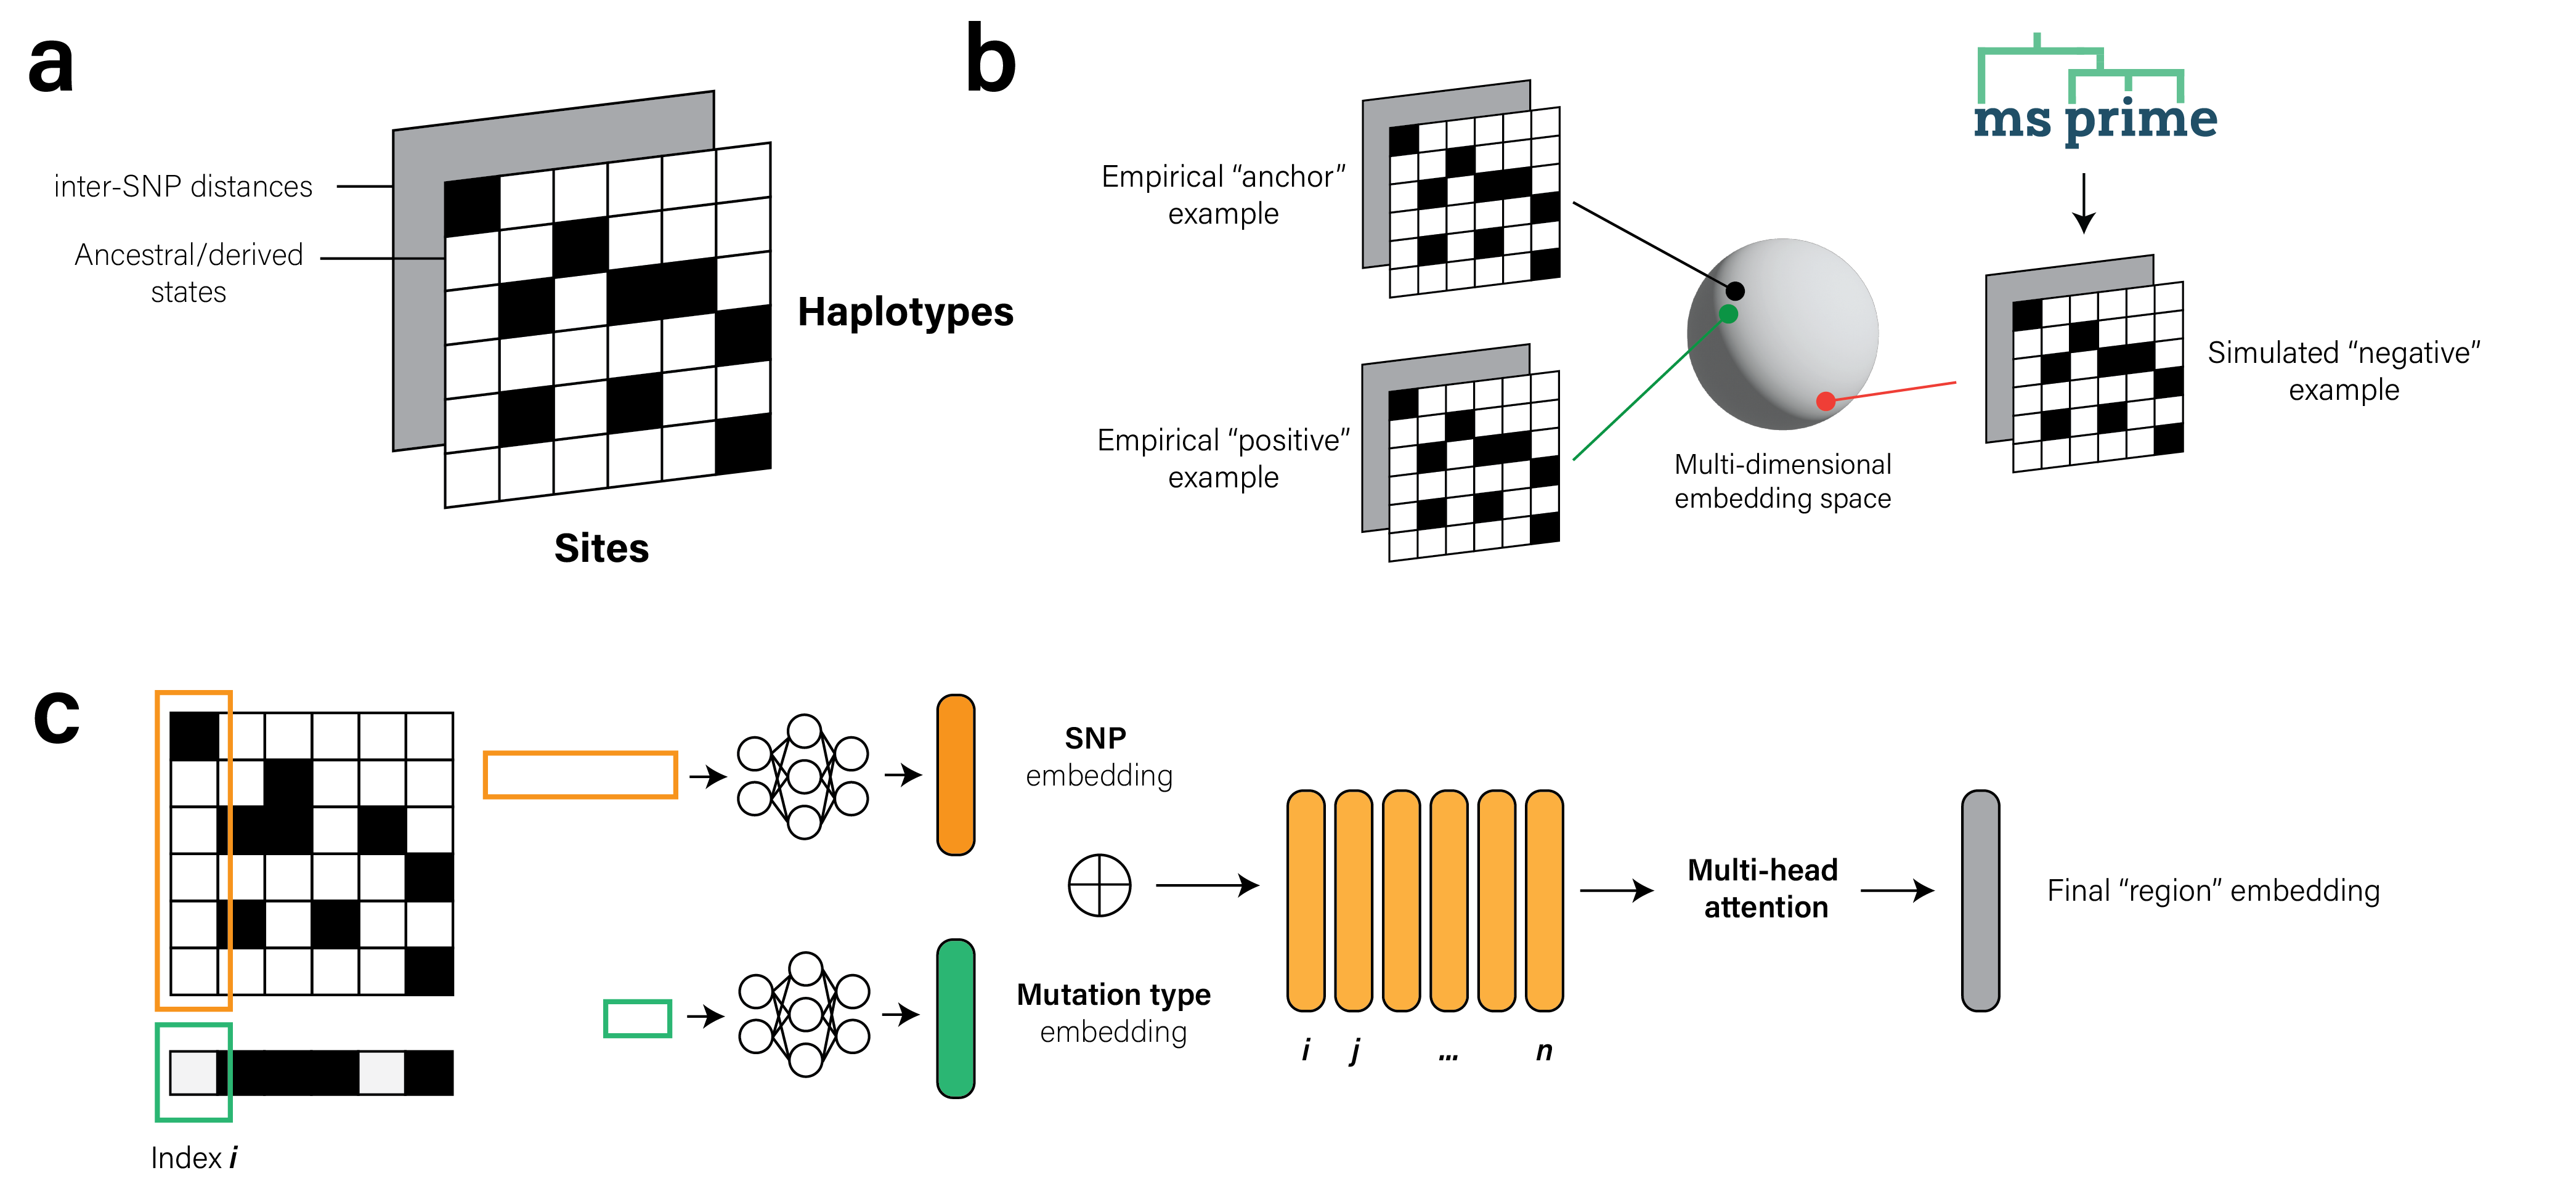 a
inter-SNP distances
Ancestral/derived
states
Haplotypes
Sites
b
Empirical “anchor”
example
Empirical “positive”
example
ms prime
Multi-dimensional
embedding space
Simulated “negative”
example
c
Index i
SNP
embedding
Mutation type
embedding
i j ... n
Multi-head
attention
Final “region” embedding